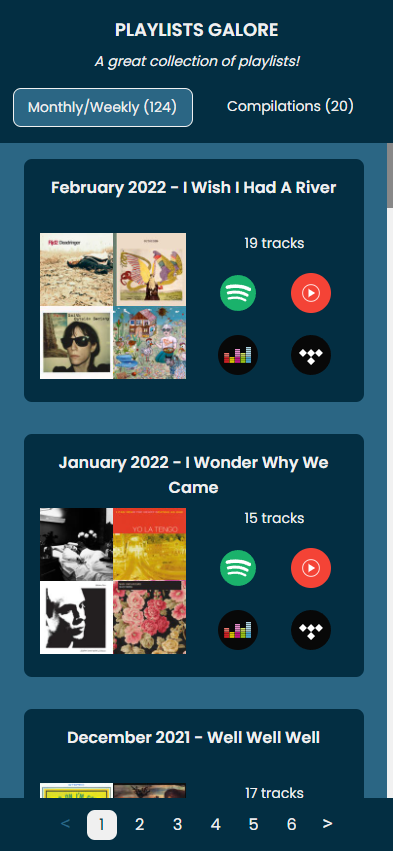 PLAYLISTS GALORE
A great collection of playlists!
Monthly/Weekly (124)
Compilations (20)
February 2022 - I Wish I Had A River
19 tracks
January 2022 - I Wonder Why We
Came
15 tracks
YO LA TENGO
December 2021 - Well Well Well
17 tracks
< 1 2 3 4 5 6 >